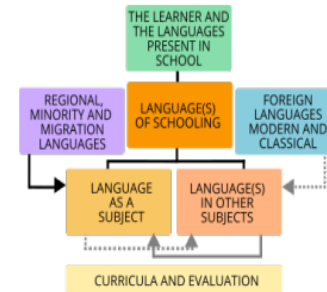 THE LEARNER AND
THE LANGUAGES
PRESENT IN
SCHOOL
REGIONAL,
MINORITY AND
MIGRATION
LANGUAGES
LANGUAGE(S)
OF SCHOOLING
FOREIGN
LANGUAGES
MODERN AND
CLASSICAL
LANGUAGE
AS A
SUBJECT
LANGUAGE(S)
IN OTHER
SUBJECTS
CURRICULA AND EVALUATION